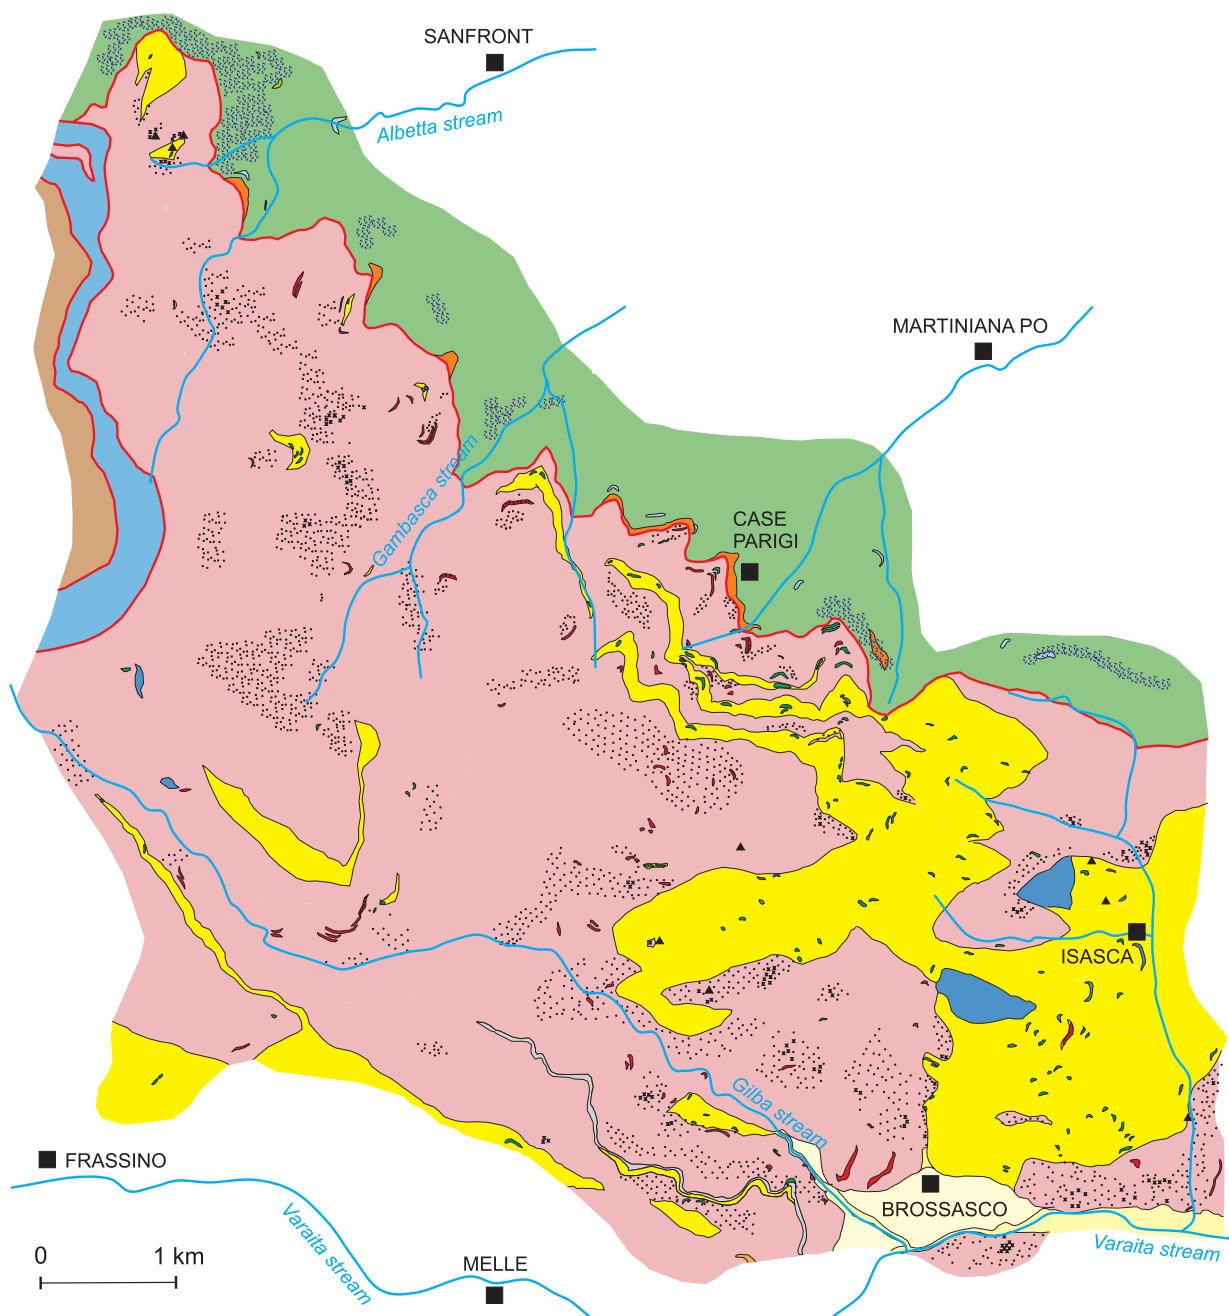 SANFRONT
Albetta stream
MARTINIANA PO
Gambasca stream
CASE
PARIGI
ISASCA
Gilba stream
FRASSINO
BROSSASCO
Varaita stream
Varaita stream
0 1 km
MELLE